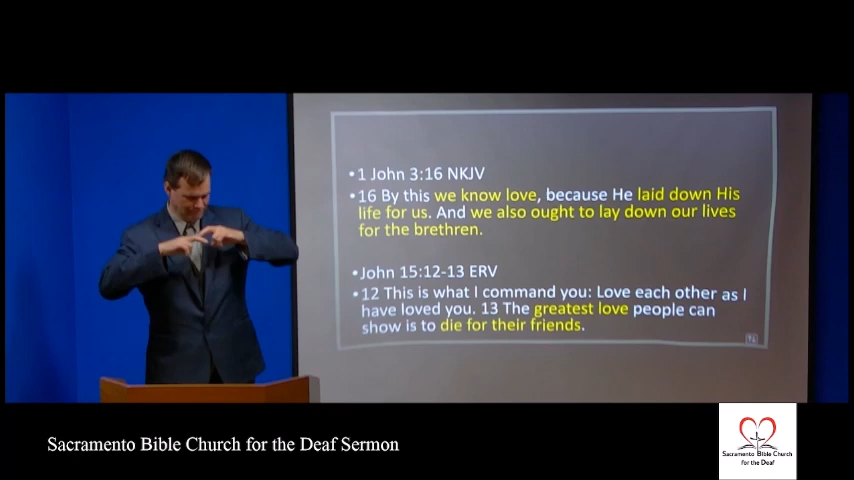 • 1 John 3:16 NKJV
• 16 By this we know love, because He laid down His
life for us. And we also ought to lay down our lives
for the brethren.
• John 15:12-13 ERV
• 12 This is what I command you: Love each other as I
have loved you. 13 The greatest love people can
show is to die for their friends.
Sacramento Bible Church for the Deaf Sermon
Sacramento Bible Church
for the Deaf